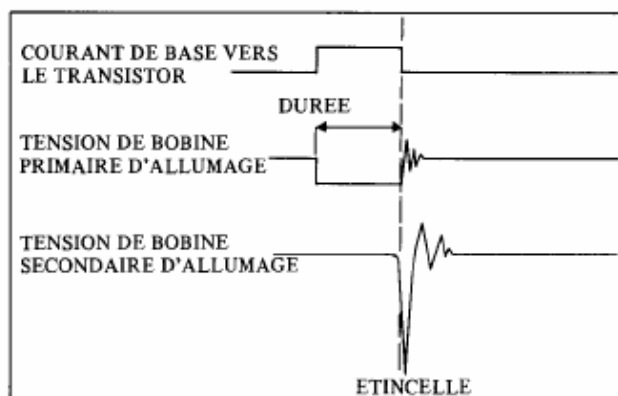 COURANT DE BASE VERS
LE TRANSISTOR
DUREE
TENSION DE BOBINE
PRIMAIRE D'ALLUMAGE
TENSION DE BOBINE
SECONDAIRE D'ALLUMAGE
ETINCELLE